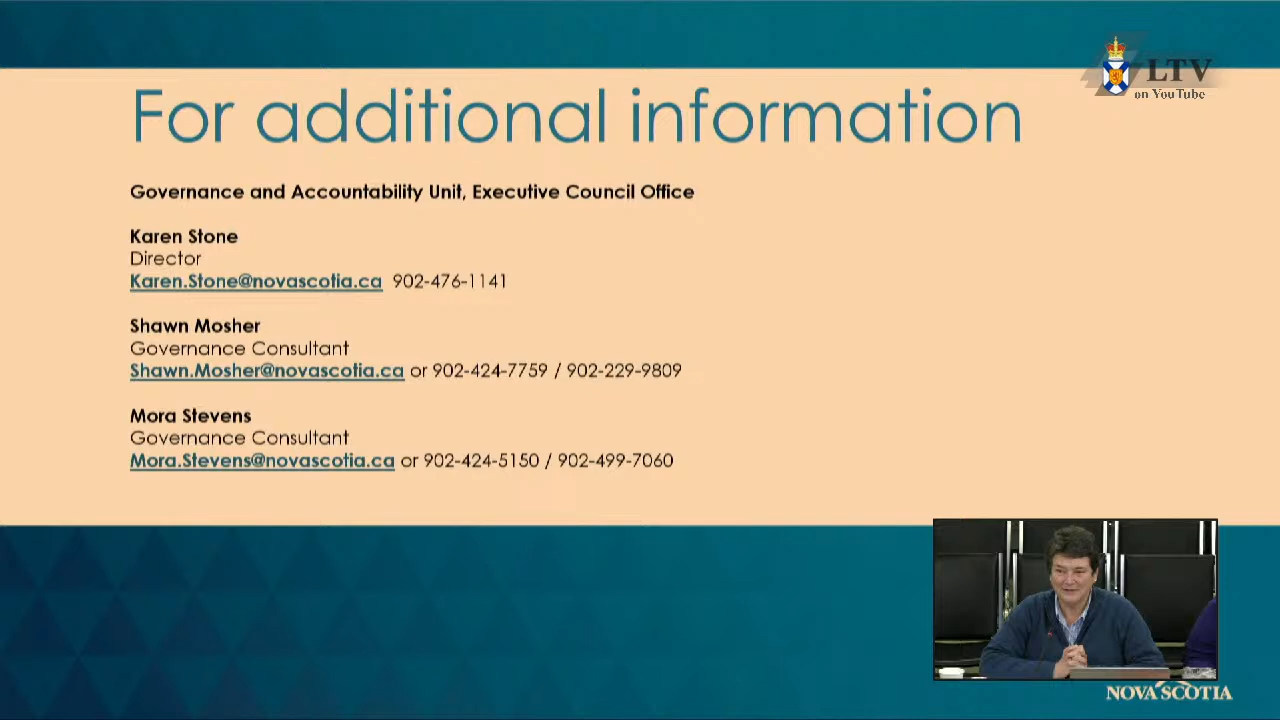 For additional information
LTV
on YouTube
Governance and Accountability Unit, Executive Council Office
Karen Stone
Director
Karen.Stone@novascotia.ca 902-476-1141
Shawn Mosher
Governance Consultant
Shawn.Mosher@novascotia.ca or 902-424-7759 / 902-229-9809
Mora Stevens
Governance Consultant
Mora.Stevens@novascotia.ca or 902-424-5150 / 902-499-7060
NOVA SCOTIA